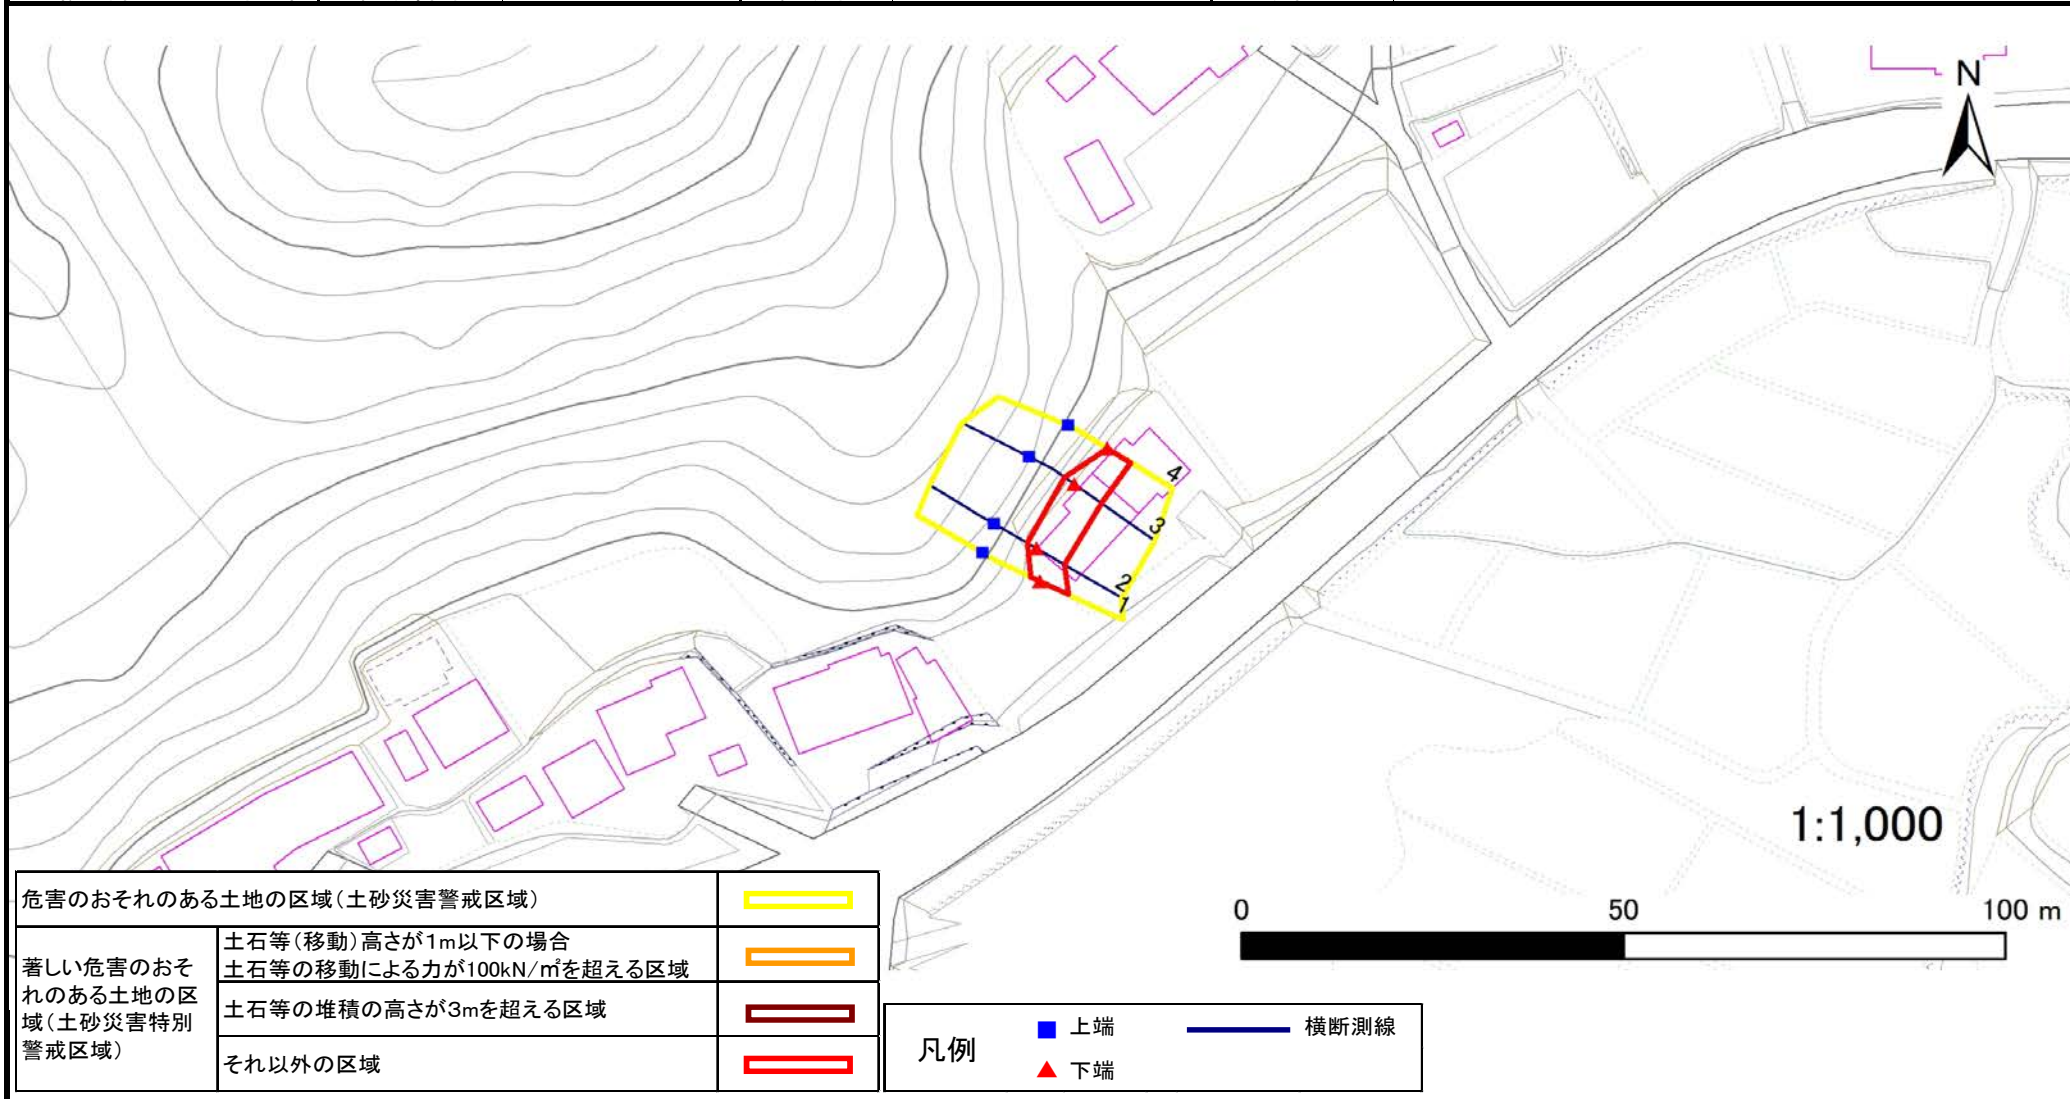 N
4
3
2
1
1:1,000
0 50 100 m
危害のおそれのある土地の区域(土砂災害警戒区域)
著しい危害のおそ
れのある土地の区
域(土砂災害特別
警戒区域)
土石等(移動)高さが1m以下の場合
土石等の移動による力が100kN/㎡を超える区域
土石等の堆積の高さが3mを超える区域
それ以外の区域
凡例
上端
横断測線
下端